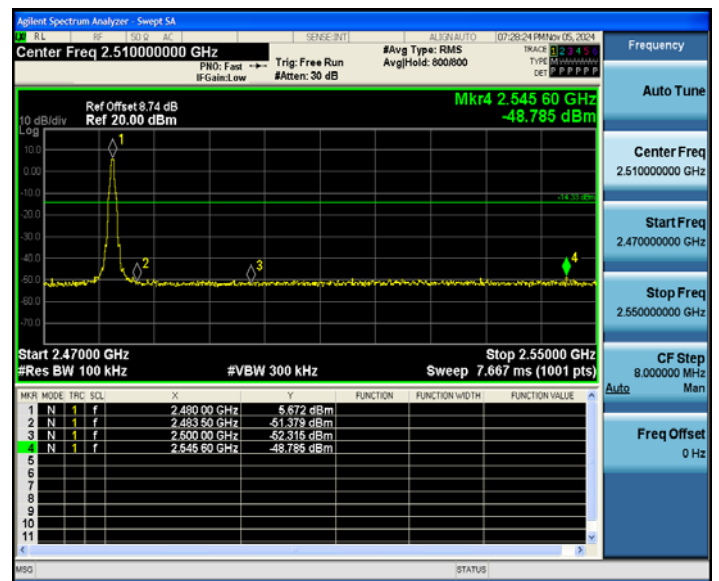 Agilent Spectrum Analyzer - Swept SA
RL RF 50 Ω AC SENSE:INT ALIGNAUTO 07:28:24 PM Nov 05, 2024
Center Freq 2.510000000 GHz #Avg Type: RMS TRACE 1 2 3 4 5 6
PNO: Fast Trig: Free Run Avg|Hold: 800/800 TYPE M
IFGain:Low #Atten: 30 dB DET P P P P P P
Mkr4 2.545 60 GHz
-48.785 dBm
Ref Offset 8.74 dB
10 dB/div Ref 20.00 dBm
Log
1
10.0
0.00
-10.0
-14.33 dBm
-20.0
-30.0
-40.0
2 3 4
-50.0
-60.0
-70.0
Start 2.47000 GHz Stop 2.55000 GHz
#Res BW 100 kHz #VBW 300 kHz Sweep 7.667 ms (1001 pts)
MKR MODE TRC SCL X Y FUNCTION FUNCTION WIDTH FUNCTION VALUE
1 N 1 f 2.480 00 GHz 5.672 dBm
2 N 1 f 2.483 50 GHz -51.379 dBm
3 N 1 f 2.500 00 GHz -52.315 dBm
4 N 1 f 2.545 60 GHz -48.785 dBm
5
6
7
8
9
10
11
MSG STATUS
Frequency
Auto Tune
Center Freq
2.510000000 GHz
Start Freq
2.470000000 GHz
Stop Freq
2.550000000 GHz
CF Step
8.000000 MHz
Auto Man
Freq Offset
0 Hz